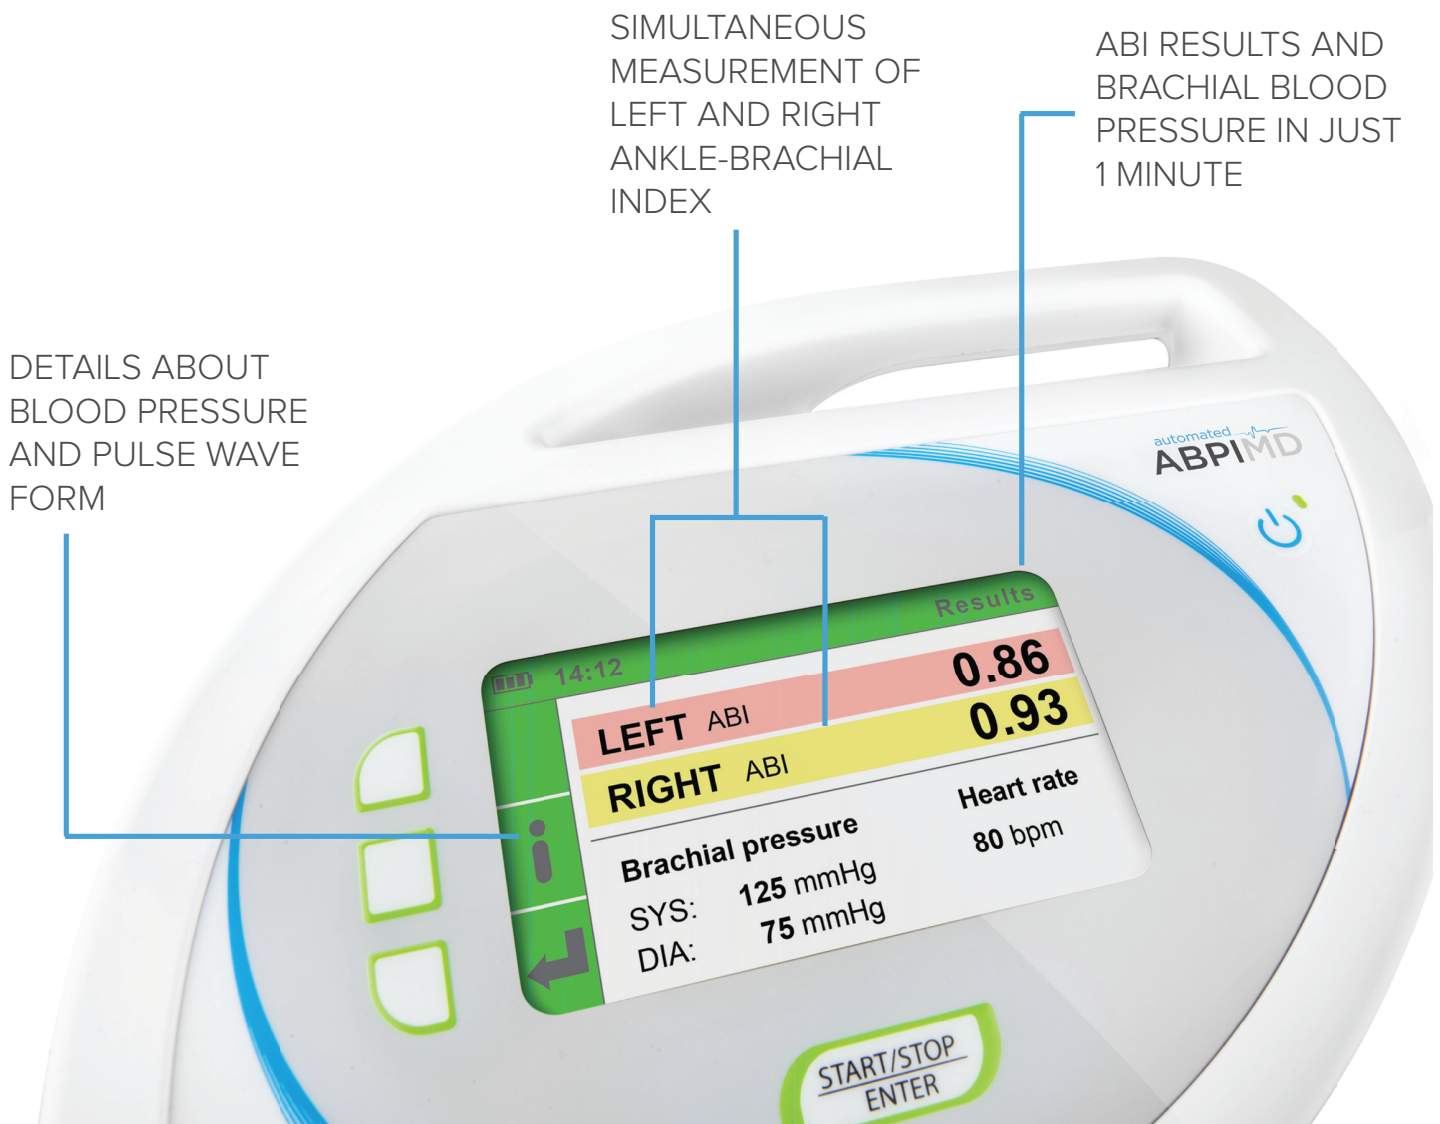 SIMULTANEOUS
MEASUREMENT OF
LEFT AND RIGHT
ANKLE-BRACHIAL
INDEX
ABI RESULTS AND
BRACHIAL BLOOD
PRESSURE IN JUST
1 MINUTE
DETAILS ABOUT
BLOOD PRESSURE
AND PULSE WAVE
FORM
automated
ABPIMD
14:12 Results
LEFT ABI 0.86
RIGHT ABI 0.93
Brachial pressure Heart rate
SYS: 125 mmHg 80 bpm
DIA: 75 mmHg
START/STOP
ENTER